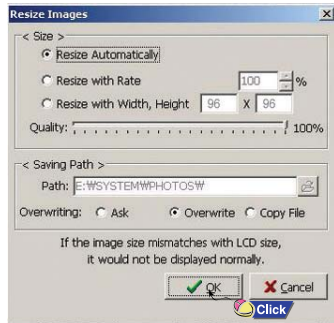 Resize Images
< Size >
Resize Automatically
Resize with Rate 100 %
Resize with Width, Height 96 X 96
Quality: 100%
< Saving Path >
Path: E:₩SYSTEM₩PHOTOS₩
Overwriting: Ask Overwrite Copy File
If the image size mismatches with LCD size,
it would not be displayed normally.
OK Cancel
Click